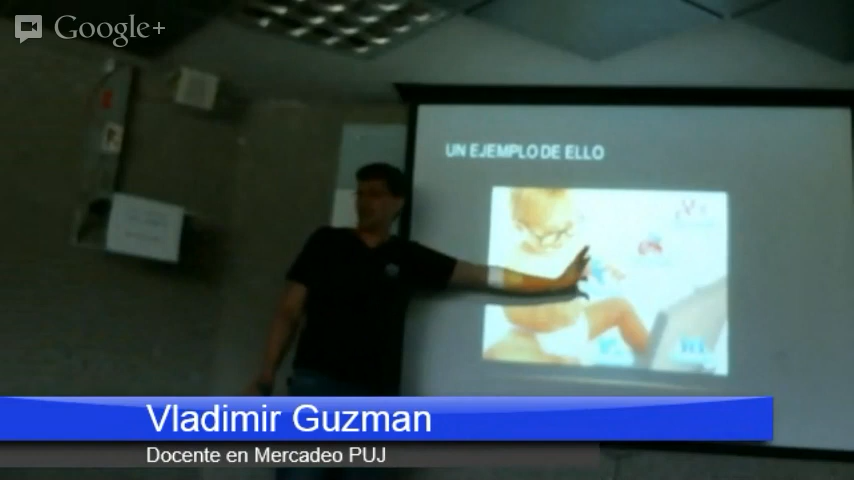 Google+
UN EJEMPLO DE ELLO
Vladimir Guzman
Docente en Mercadeo PUJ